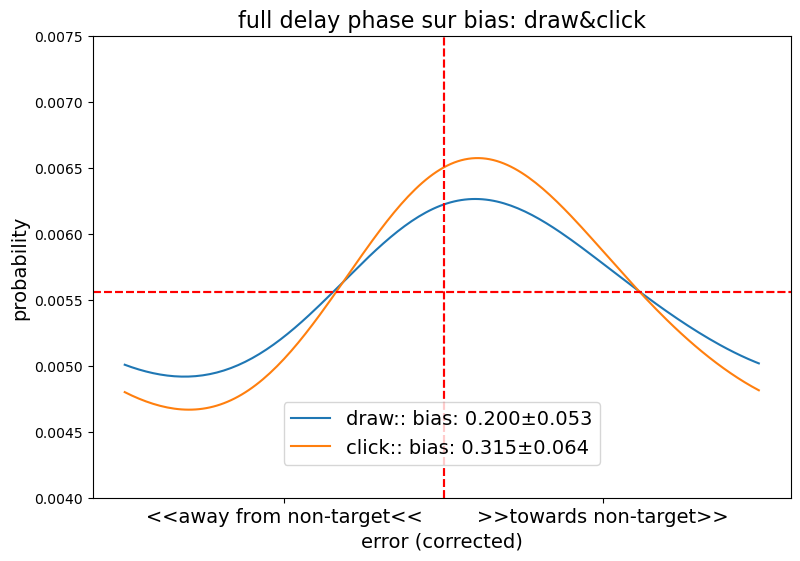 full delay phase sur bias: draw&click
0.0075
0.0070
0.0065
0.0060
0.0055
0.0050
0.0045
0.0040
probability
draw:: bias: 0.200±0.053
click:: bias: 0.315±0.064
<<away from non-target<<
>>towards non-target>>
error (corrected)